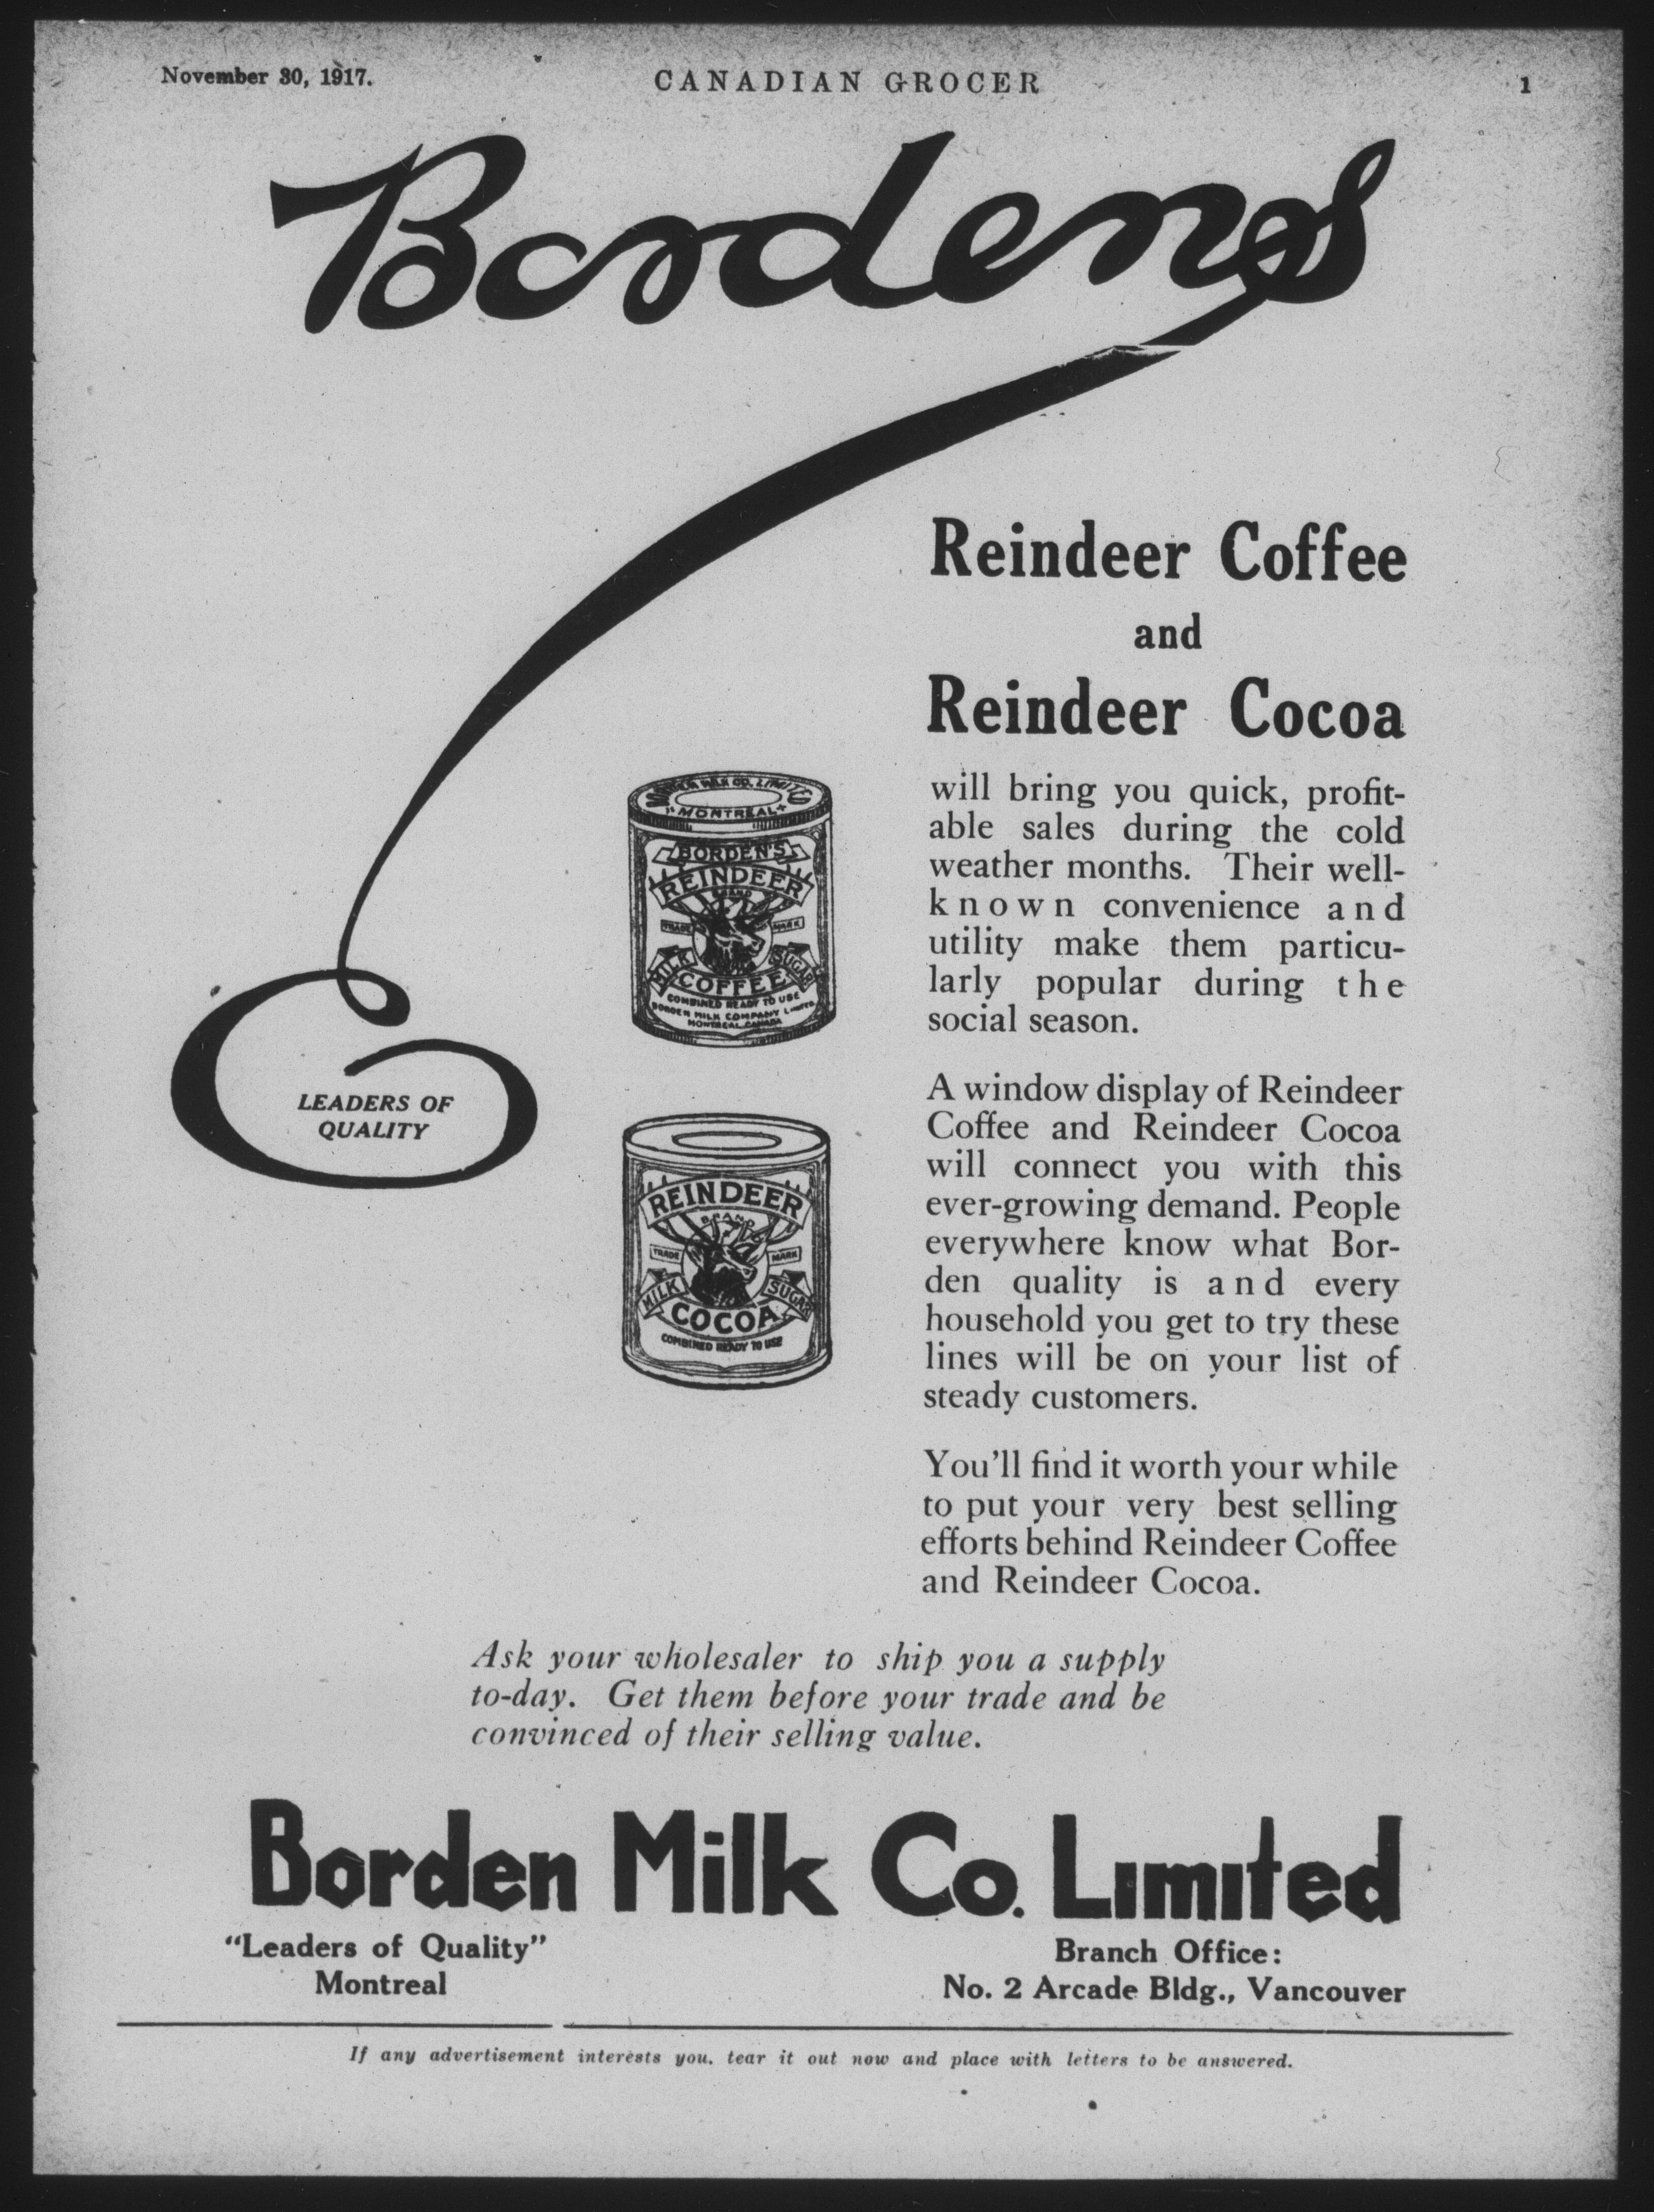 November 30, 1917.
CANADIAN GROCER
1
Bordens
LEADERS OF
QUALITY
BORDEN MILK CO. LIMITED
MONTREAL
BORDEN'S
REINDEER
BRAND
TRADE MARK
MILK SUGAR
COFFEE
COMBINED READY TO USE
BORDEN MILK COMPANY LIMITED
MONTREAL, CANADA
REINDEER
BRAND
TRADE MARK
MILK SUGAR
COCOA
COMBINED READY TO USE
Reindeer Coffee
and
Reindeer Cocoa
will bring you quick, profit-
able sales during the cold
weather months. Their well-
known convenience and
utility make them particu-
larly popular during the
social season.
A window display of Reindeer
Coffee and Reindeer Cocoa
will connect you with this
ever-growing demand. People
everywhere know what Bor-
den quality is and every
household you get to try these
lines will be on your list of
steady customers.
You'll find it worth your while
to put your very best selling
efforts behind Reindeer Coffee
and Reindeer Cocoa.
Ask your wholesaler to ship you a supply
to-day. Get them before your trade and be
convinced of their selling value.
Borden Milk Co. Limited
"Leaders of Quality"
Montreal
Branch Office:
No. 2 Arcade Bldg., Vancouver
If any advertisement interests you, tear it out now and place with letters to be answered.